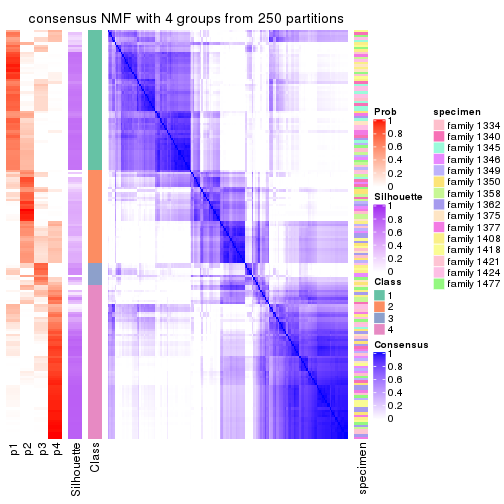 consensus NMF with 4 groups from 250 partitions
Prob
1
0.8
0.6
0.4
0.2
0
Silhouette
1
0.8
0.6
0.4
0.2
0
Class
1
2
3
4
Consensus
1
0.8
0.6
0.4
0.2
0
specimen
family 1334
family 1340
family 1345
family 1346
family 1349
family 1350
family 1358
family 1362
family 1375
family 1377
family 1408
family 1418
family 1421
family 1424
family 1477
p1
p2
p3
p4
Silhouette
Class
specimen